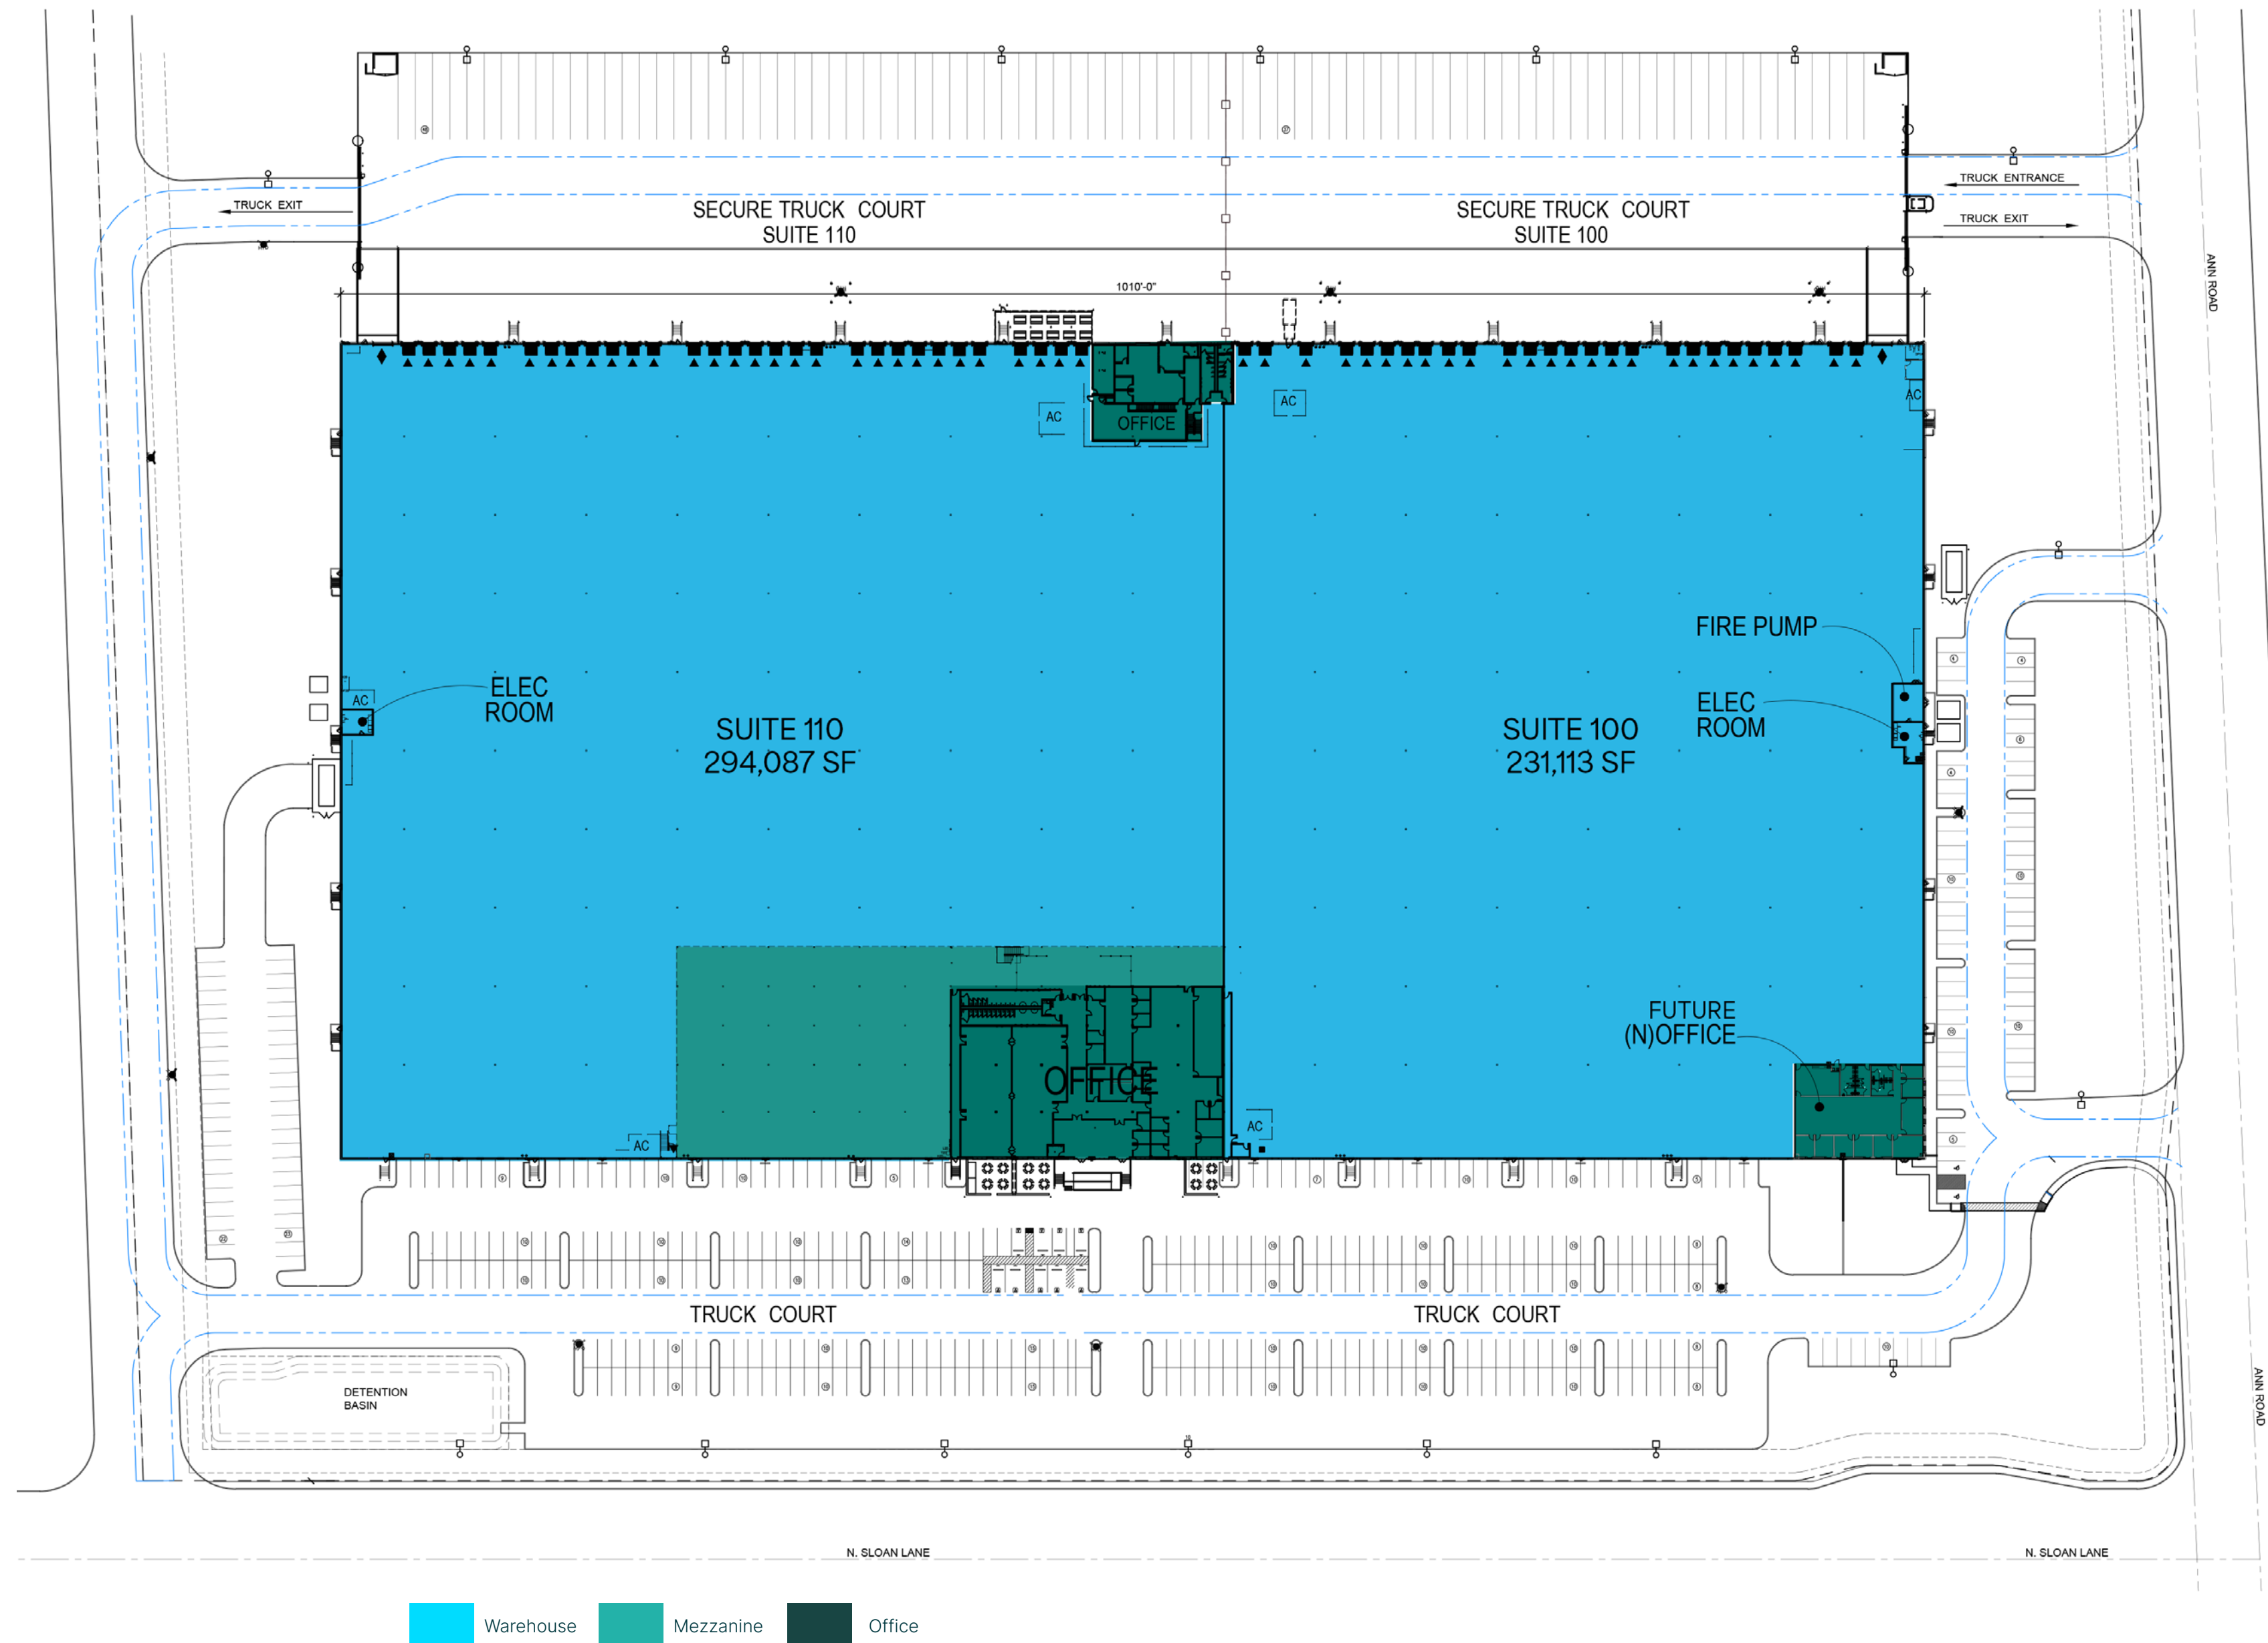 TRUCK ENTRANCE
TRUCK EXIT
TRUCK EXIT
SECURE TRUCK COURT
SUITE 110
SECURE TRUCK COURT
SUITE 100
ANN ROAD
1010'-0"
AC
OFFICE
AC
AC
FIRE PUMP
ELEC
ROOM
AC
ELEC
ROOM
SUITE 110
294,087 SF
SUITE 100
231,113 SF
FUTURE
(N)OFFICE
OFFICE
AC
AC
TRUCK COURT
TRUCK COURT
DETENTION
BASIN
ANN ROAD
N. SLOAN LANE
N. SLOAN LANE
Warehouse
Mezzanine
Office